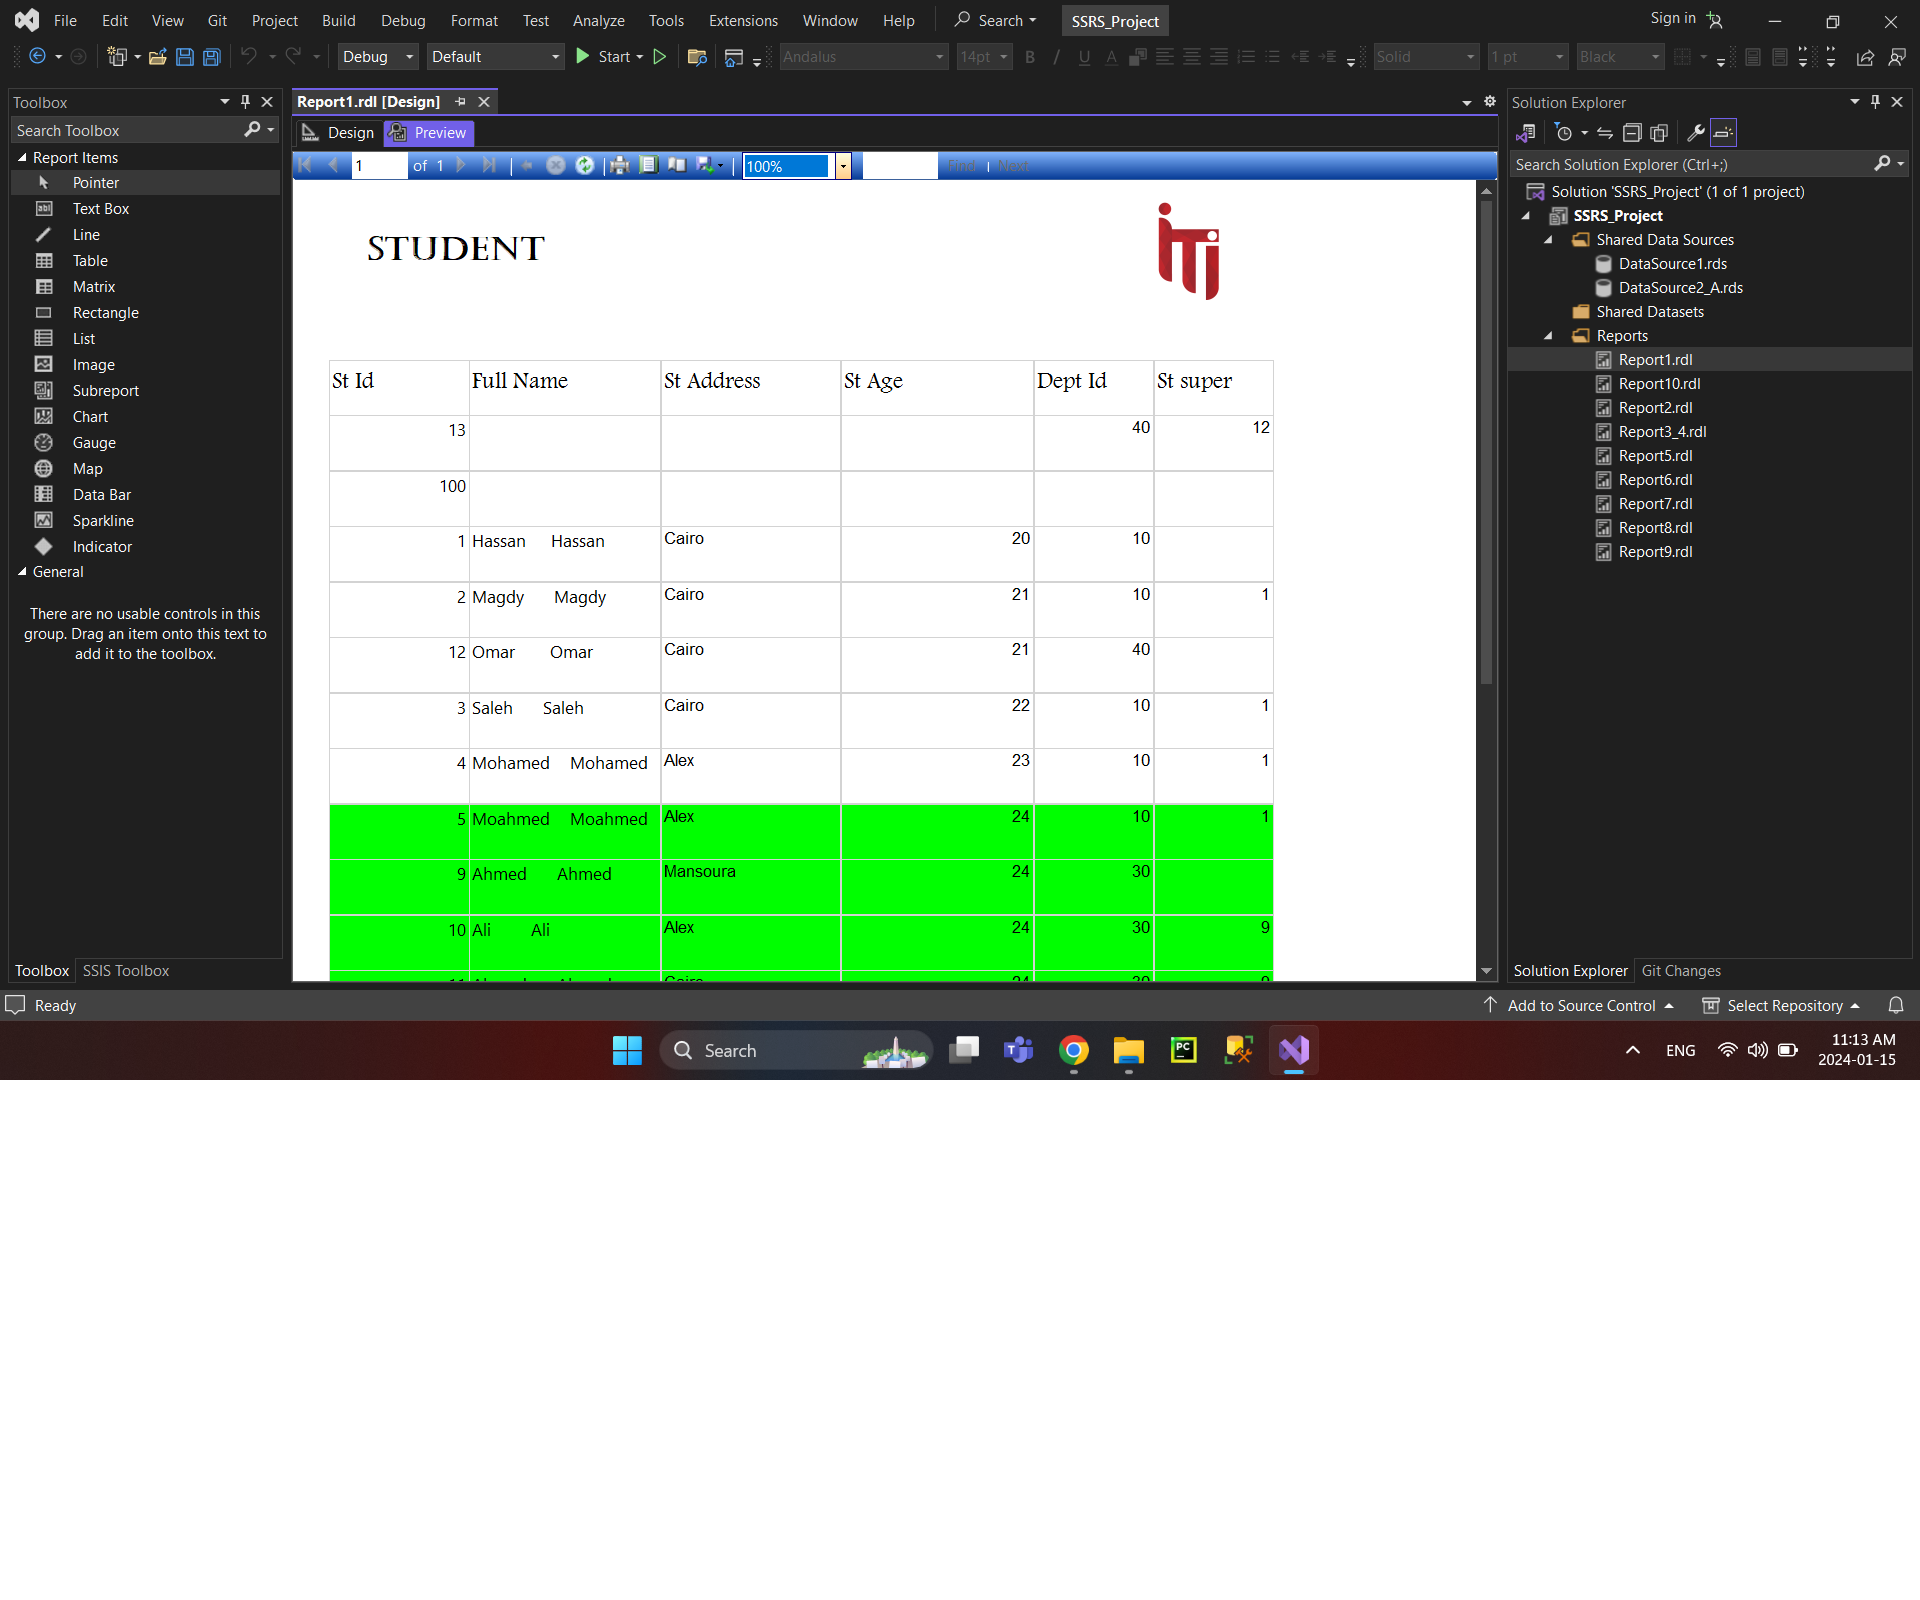 File Edit View Git Project Build Debug Format Test Analyze Tools Extensions Window Help Search SSRS_Project Sign in
Debug Default Start Andalus 14pt B I U A Solid 1 pt Black
Toolbox
Search Toolbox
Report Items
Pointer
Text Box
Line
Table
Matrix
Rectangle
List
Image
Subreport
Chart
Gauge
Map
Data Bar
Sparkline
Indicator
General
There are no usable controls in this
group. Drag an item onto this text to
add it to the toolbox.
Toolbox SSIS Toolbox
Report1.rdl [Design]
Design Preview
1 of 1 100% Find | Next
STUDENT
iTi
St Id Full Name St Address St Age Dept Id St super
13 40 12
100
1 Hassan Hassan Cairo 20 10
2 Magdy Magdy Cairo 21 10 1
12 Omar Omar Cairo 21 40
3 Saleh Saleh Cairo 22 10 1
4 Mohamed Mohamed Alex 23 10 1
5 Moahmed Moahmed Alex 24 10 1
9 Ahmed Ahmed Mansoura 24 30
10 Ali Ali Alex 24 30 9
Solution Explorer
Search Solution Explorer (Ctrl+;)
Solution 'SSRS_Project' (1 of 1 project)
SSRS_Project
Shared Data Sources
DataSource1.rds
DataSource2_A.rds
Shared Datasets
Reports
Report1.rdl
Report10.rdl
Report2.rdl
Report3_4.rdl
Report5.rdl
Report6.rdl
Report7.rdl
Report8.rdl
Report9.rdl
Solution Explorer Git Changes
Ready Add to Source Control Select Repository
Search ENG 11:13 AM
2024-01-15